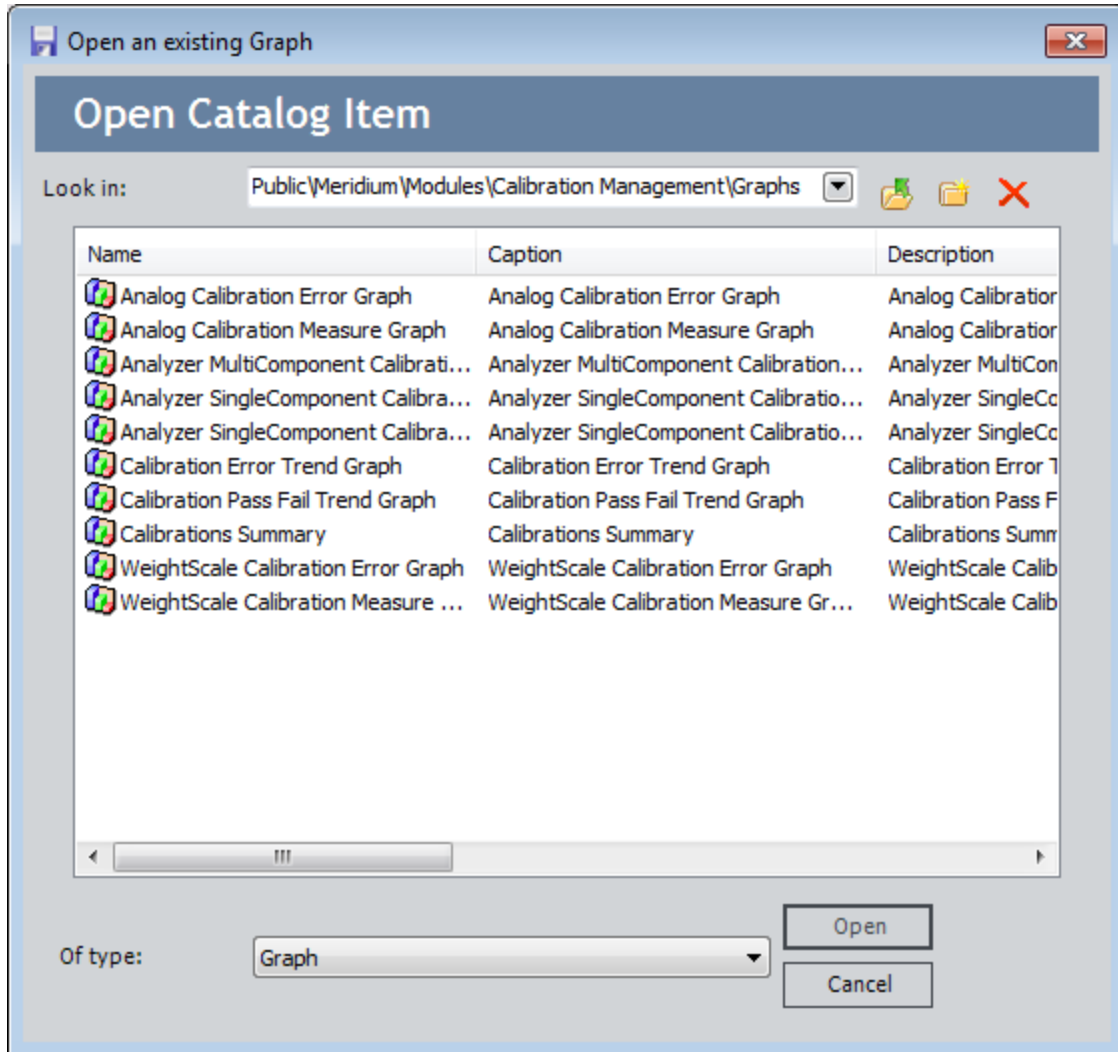 Open an existing Graph
Open Catalog Item
Look in: Public\Meridium\Modules\Calibration Management\Graphs
Name Caption Description
Analog Calibration Error Graph Analog Calibration Error Graph Analog Calibration
Analog Calibration Measure Graph Analog Calibration Measure Graph Analog Calibration
Analyzer MultiComponent Calibrati... Analyzer MultiComponent Calibration... Analyzer MultiCom
Analyzer SingleComponent Calibra... Analyzer SingleComponent Calibratio... Analyzer SingleCo
Analyzer SingleComponent Calibra... Analyzer SingleComponent Calibratio... Analyzer SingleCo
Calibration Error Trend Graph Calibration Error Trend Graph Calibration Error T
Calibration Pass Fail Trend Graph Calibration Pass Fail Trend Graph Calibration Pass F
Calibrations Summary Calibrations Summary Calibrations Summ
WeightScale Calibration Error Graph WeightScale Calibration Error Graph WeightScale Calib
WeightScale Calibration Measure ... WeightScale Calibration Measure Gr... WeightScale Calib
Of type: Graph
Open
Cancel